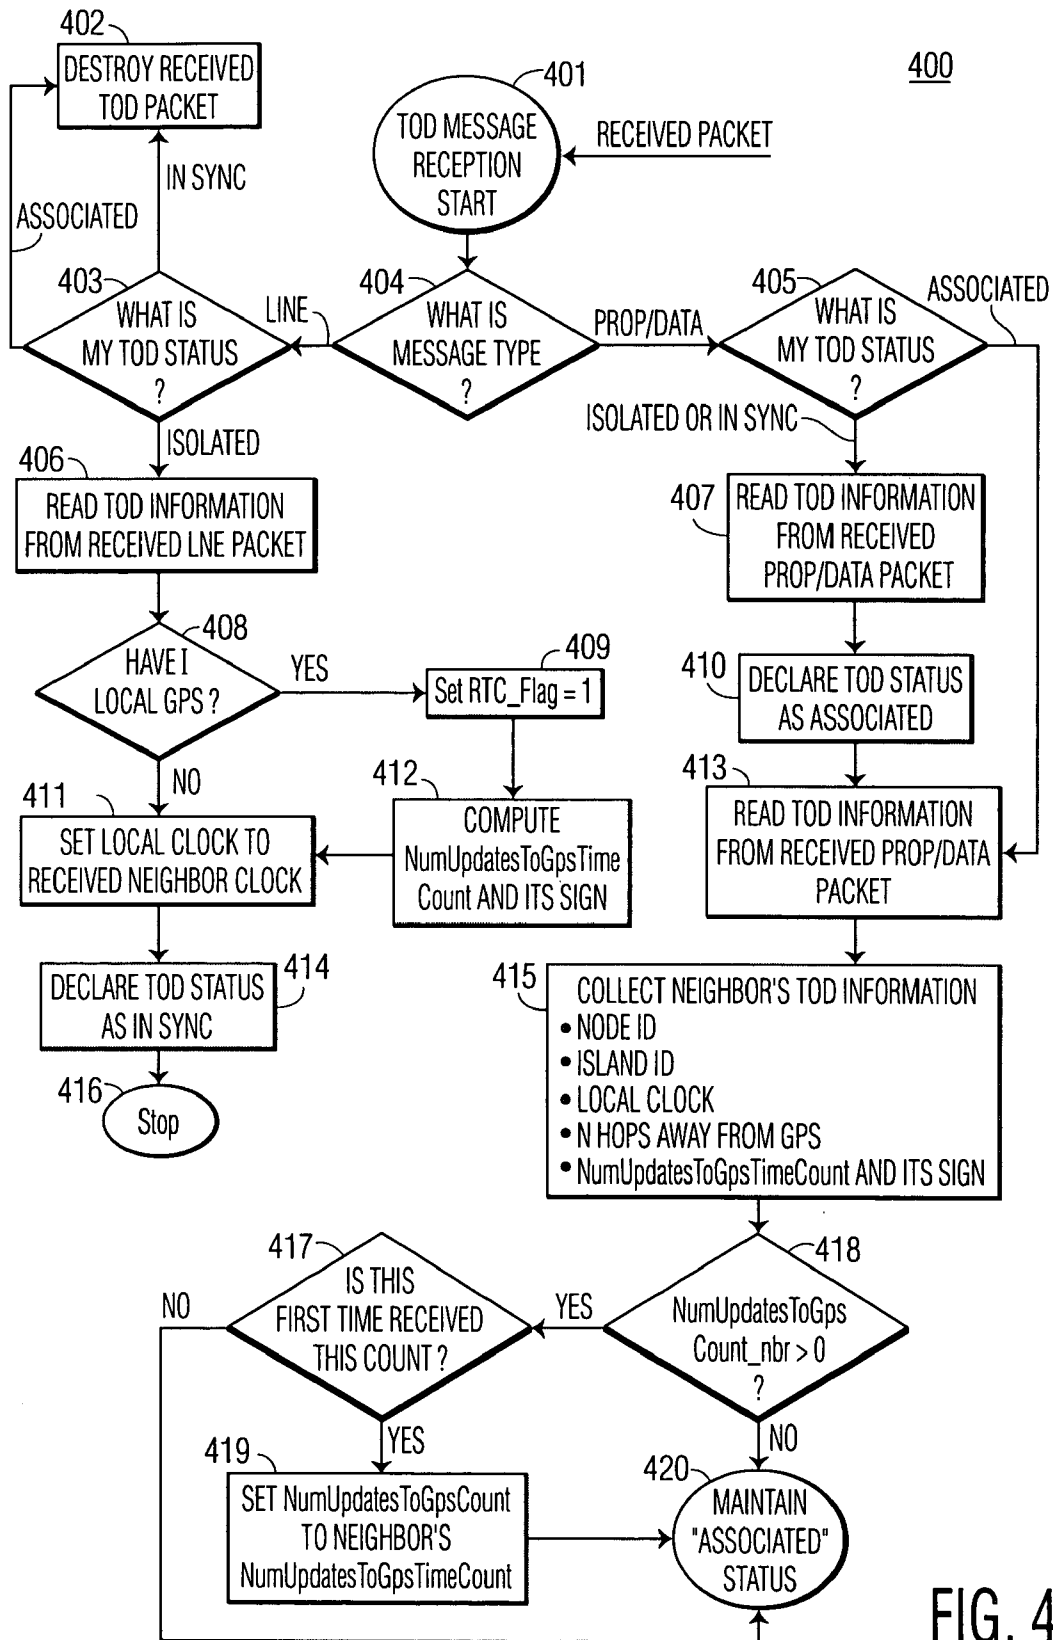 402
DESTROY RECEIVED
TOD PACKET
401
400
TOD MESSAGE
RECEPTION
START
RECEIVED PACKET
IN SYNC
ASSOCIATED
403
WHAT IS
MY TOD STATUS
?
LINE
404
WHAT IS
MESSAGE TYPE
?
PROP/DATA
405
WHAT IS
MY TOD STATUS
?
ASSOCIATED
ISOLATED
ISOLATED OR IN SYNC
406
READ TOD INFORMATION
FROM RECEIVED LNE PACKET
407
READ TOD INFORMATION
FROM RECEIVED
PROP/DATA PACKET
408
HAVE I
LOCAL GPS ?
YES
409
Set RTC_Flag = 1
410
DECLARE TOD STATUS
AS ASSOCIATED
NO
411
SET LOCAL CLOCK TO
RECEIVED NEIGHBOR CLOCK
412
COMPUTE
NumUpdatesToGpsTime
Count AND ITS SIGN
413
READ TOD INFORMATION
FROM RECEIVED PROP/DATA
PACKET
414
DECLARE TOD STATUS
AS IN SYNC
415
COLLECT NEIGHBOR'S TOD INFORMATION
• NODE ID
• ISLAND ID
• LOCAL CLOCK
• N HOPS AWAY FROM GPS
• NumUpdatesToGpsTimeCount AND ITS SIGN
416
Stop
417
IS THIS
FIRST TIME RECEIVED
THIS COUNT ?
NO
YES
418
NumUpdatesToGps
Count_nbr > 0
?
YES
NO
419
SET NumUpdatesToGpsCount
TO NEIGHBOR'S
NumUpdatesToGpsTimeCount
420
MAINTAIN
"ASSOCIATED"
STATUS
FIG. 4